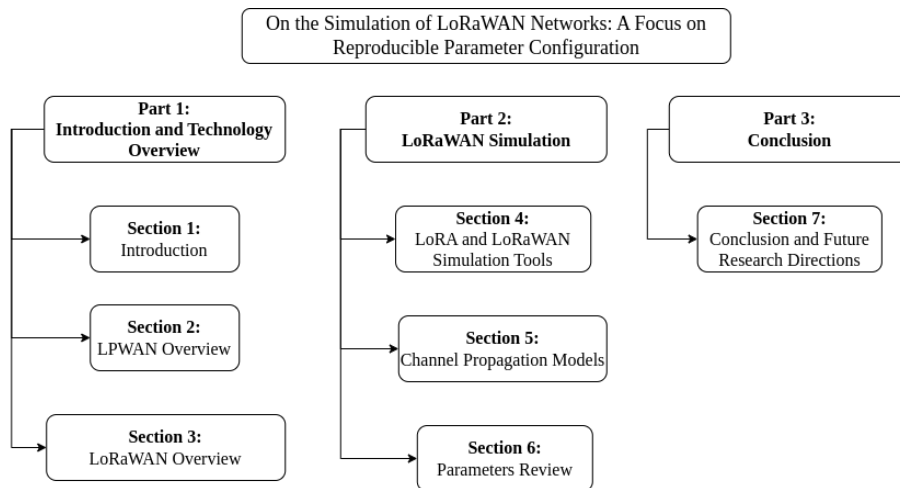 On the Simulation of LoRaWAN Networks: A Focus on
Reproducible Parameter Configuration
Part 1:
Introduction and Technology
Overview
Section 1:
Introduction
Section 2:
LPWAN Overview
Section 3:
LoRaWAN Overview
Part 2:
LoRaWAN Simulation
Section 4:
LoRA and LoRaWAN
Simulation Tools
Section 5:
Channel Propagation Models
Section 6:
Parameters Review
Part 3:
Conclusion
Section 7:
Conclusion and Future
Research Directions